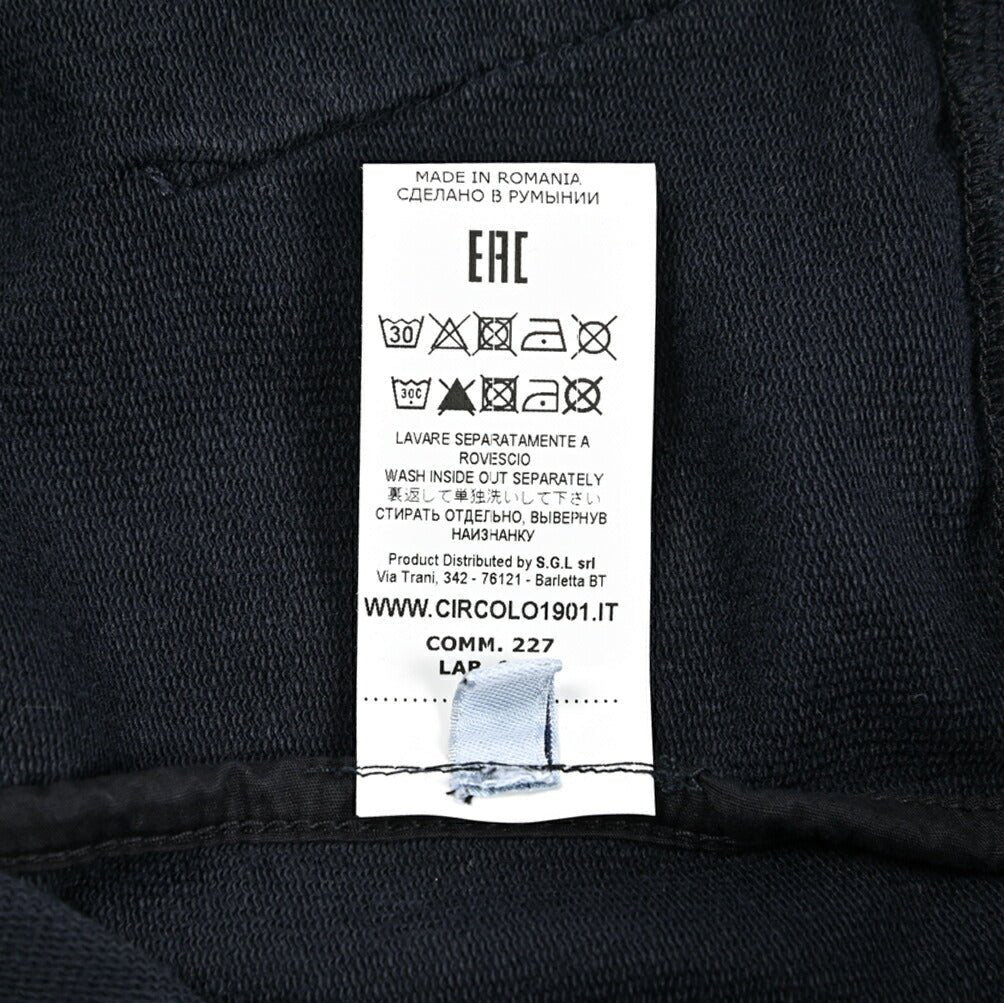 MADE IN ROMANIA
СДЕЛАНО В РУМЫНИИ
EAC
30
30C
LAVARE SEPARATAMENTE A
ROVESCIO
WASH INSIDE OUT SEPARATELY
裏返して単独洗いして下さい
СТИРАТЬ ОТДЕЛЬНО, ВЫВЕРНУВ
НАИЗНАНКУ
Product Distributed by S.G.L srl
Via Trani, 342 - 76121 - Barletta BT
WWW.CIRCOLO1901.IT
COMM. 227
LAB.